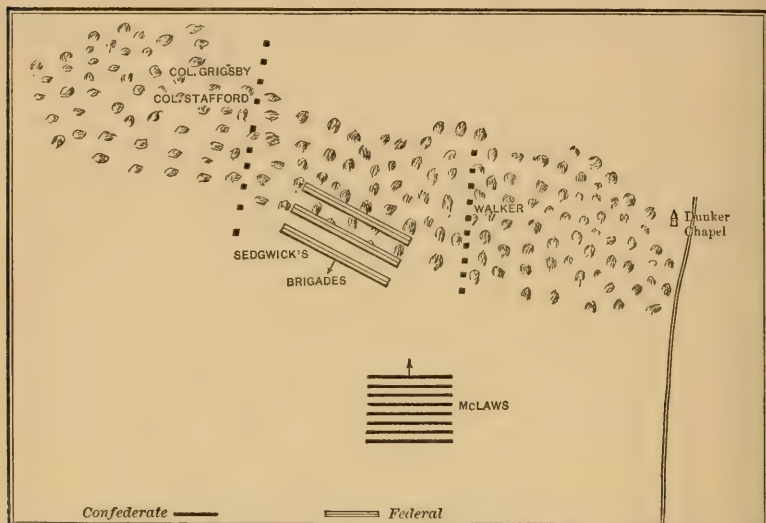 COL. GRIGSBY
COL. STAFFORD
WALKER
Dunker
Chapel
SEDGWICK'S
BRIGADES
McLAWS
Confederate
Federal